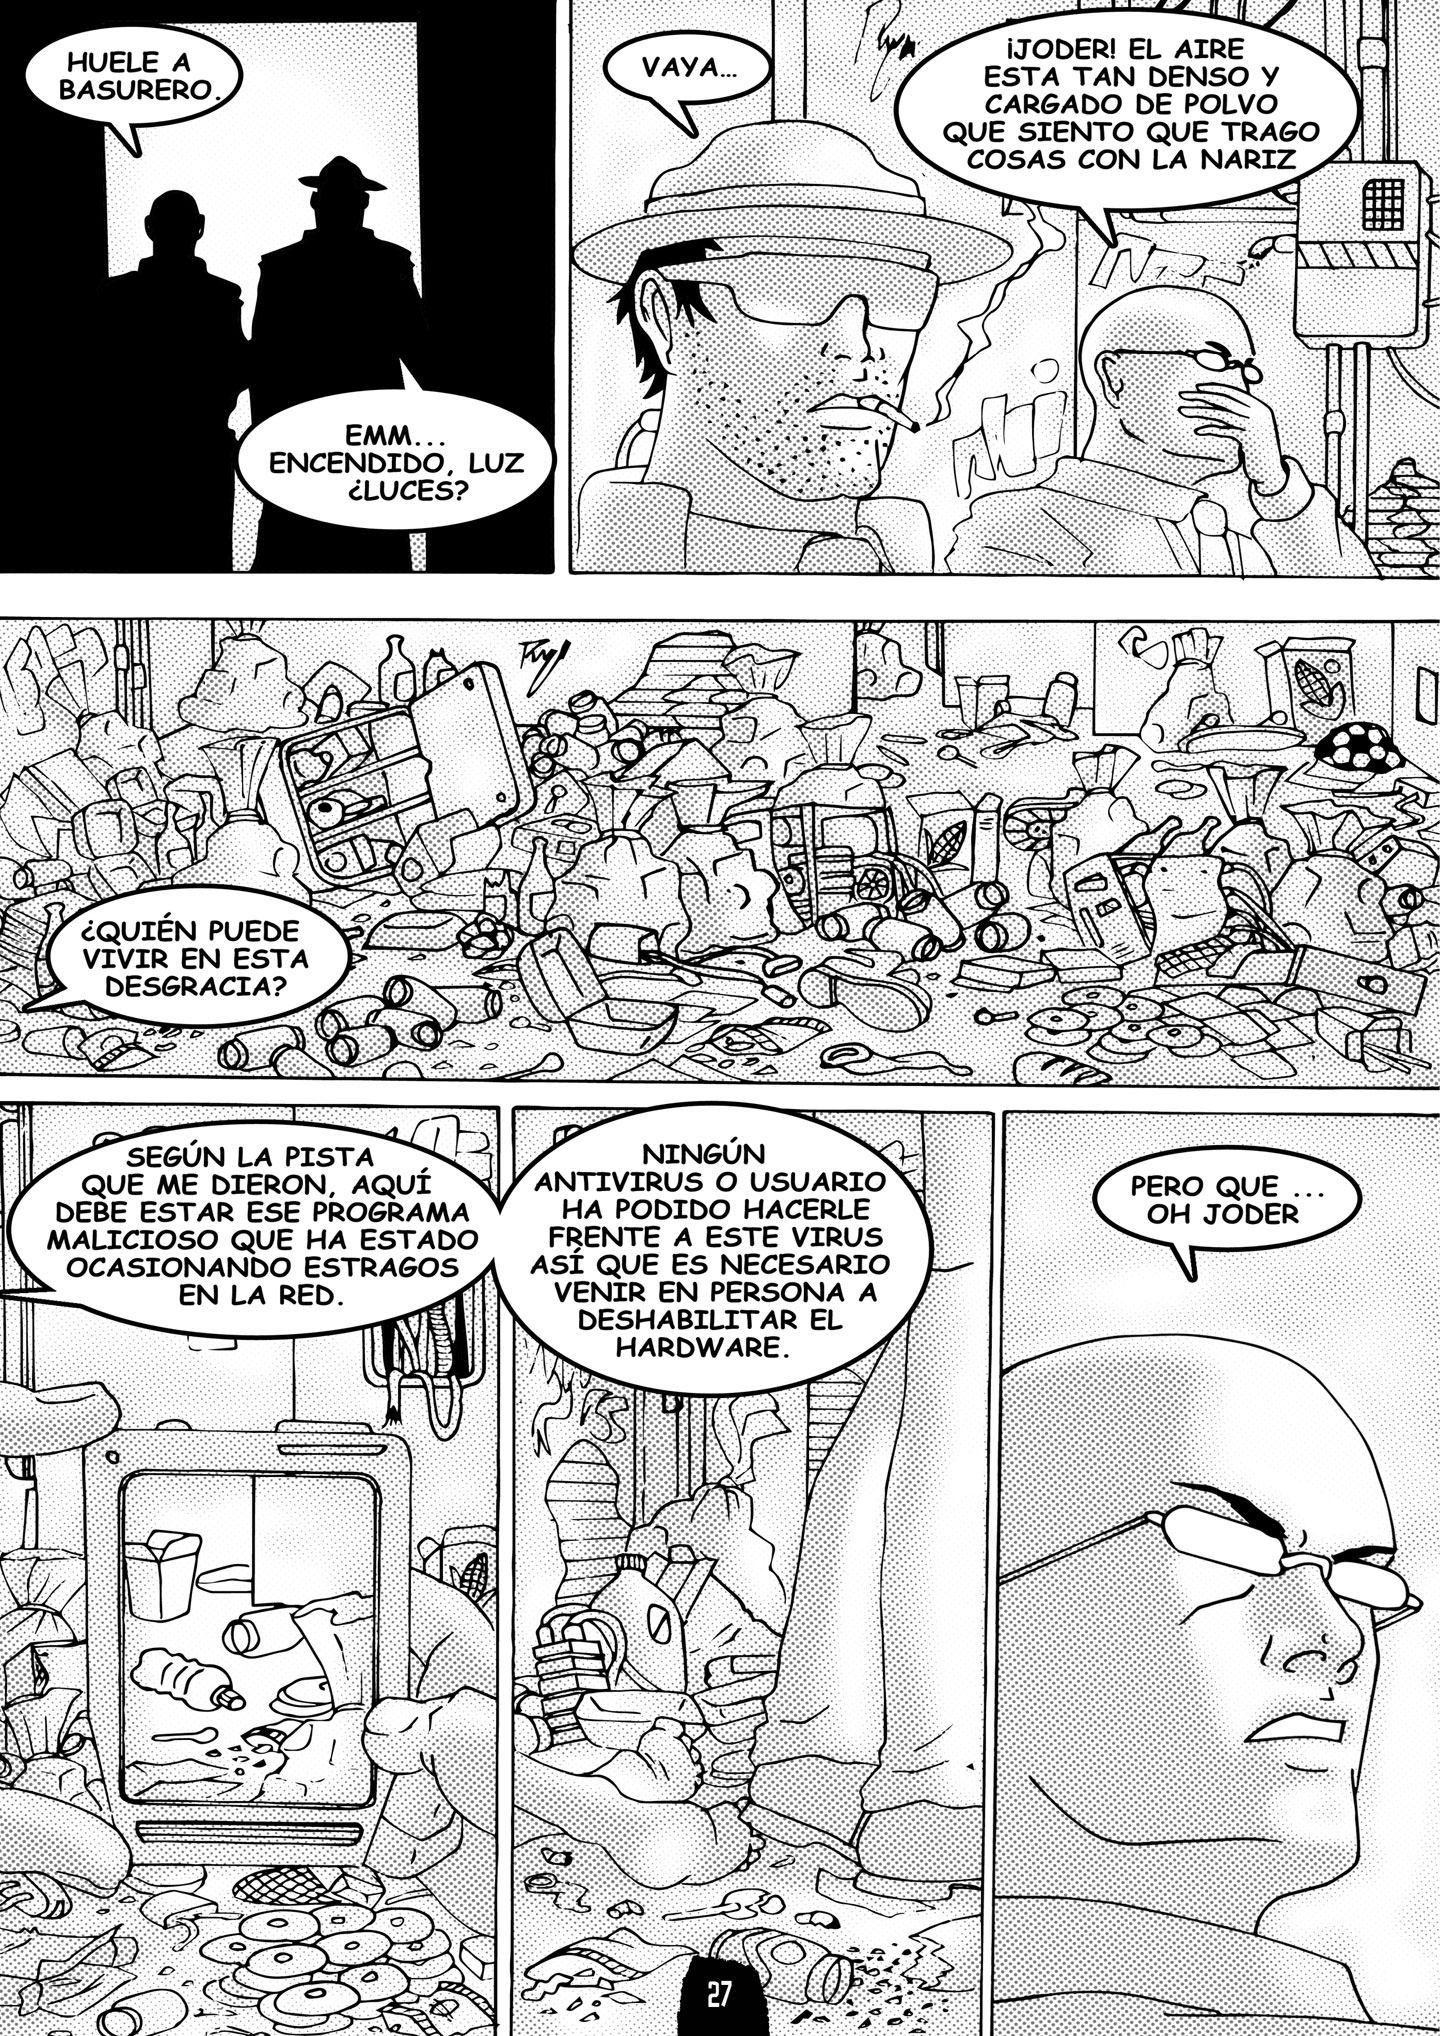 HUELE A
BASURERO.
EMM...
ENCENDIDO, LUZ
¿LUCES?
VAYA...
¡JODER! EL AIRE
ESTA TAN DENSO Y
CARGADO DE POLVO
QUE SIENTO QUE TRAGO
COSAS CON LA NARIZ
¿QUIÉN PUEDE
VIVIR EN ESTA
DESGRACIA?
SEGÚN LA PISTA
QUE ME DIERON, AQUÍ
DEBE ESTAR ESE PROGRAMA
MALICIOSO QUE HA ESTADO
OCASIONANDO ESTRAGOS
EN LA RED.
NINGÚN
ANTIVIRUS O USUARIO
HA PODIDO HACERLE
FRENTE A ESTE VIRUS
ASÍ QUE ES NECESARIO
VENIR EN PERSONA A
DESHABILITAR EL
HARDWARE.
PERO QUE ...
OH JODER
27